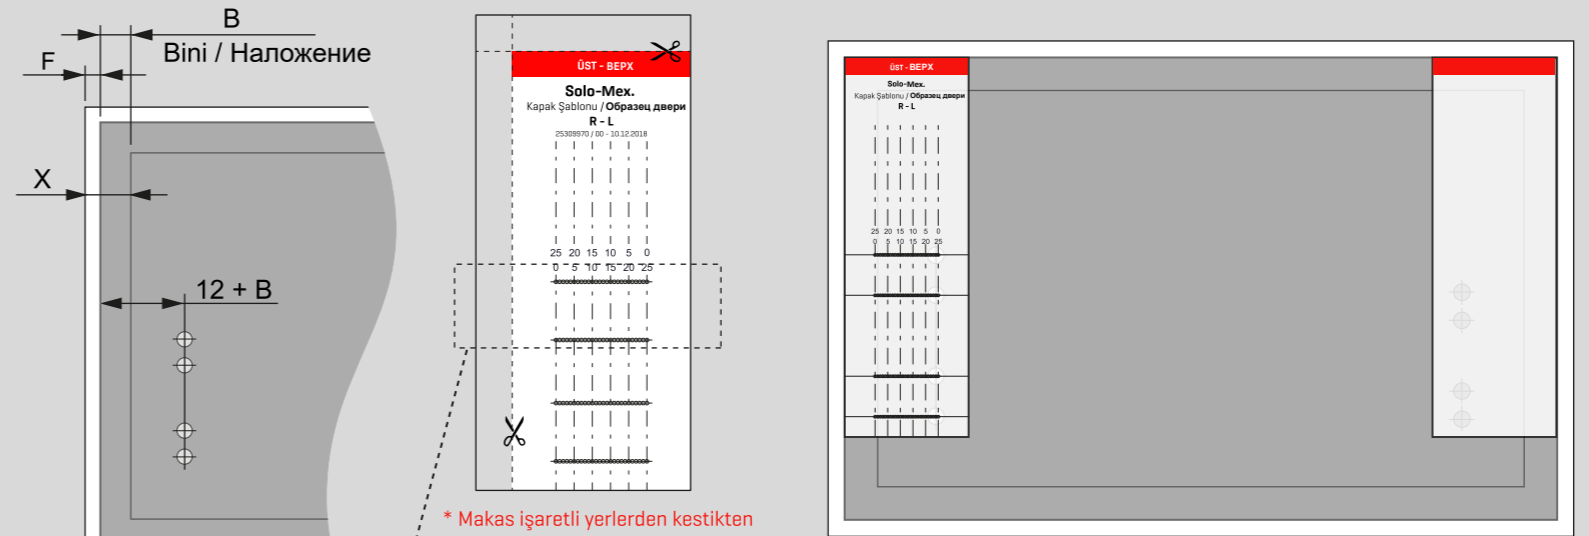 B
Bini / Наложение
F
X
12 + B
ÜST - ВЕРХ
Solo-Mex.
Kapak Şablonu / Образец двери
R - L
25309970 / 00 - 10.12.2018
25 20 15 10 5 0
0 5 10 15 20 25
* Makas işaretli yerlerden kestikten
ÜST - ВЕРХ
Solo-Mex.
Kapak Şablonu / Образец двери
R - L
25 20 15 10 5 0
0 5 10 15 20 25